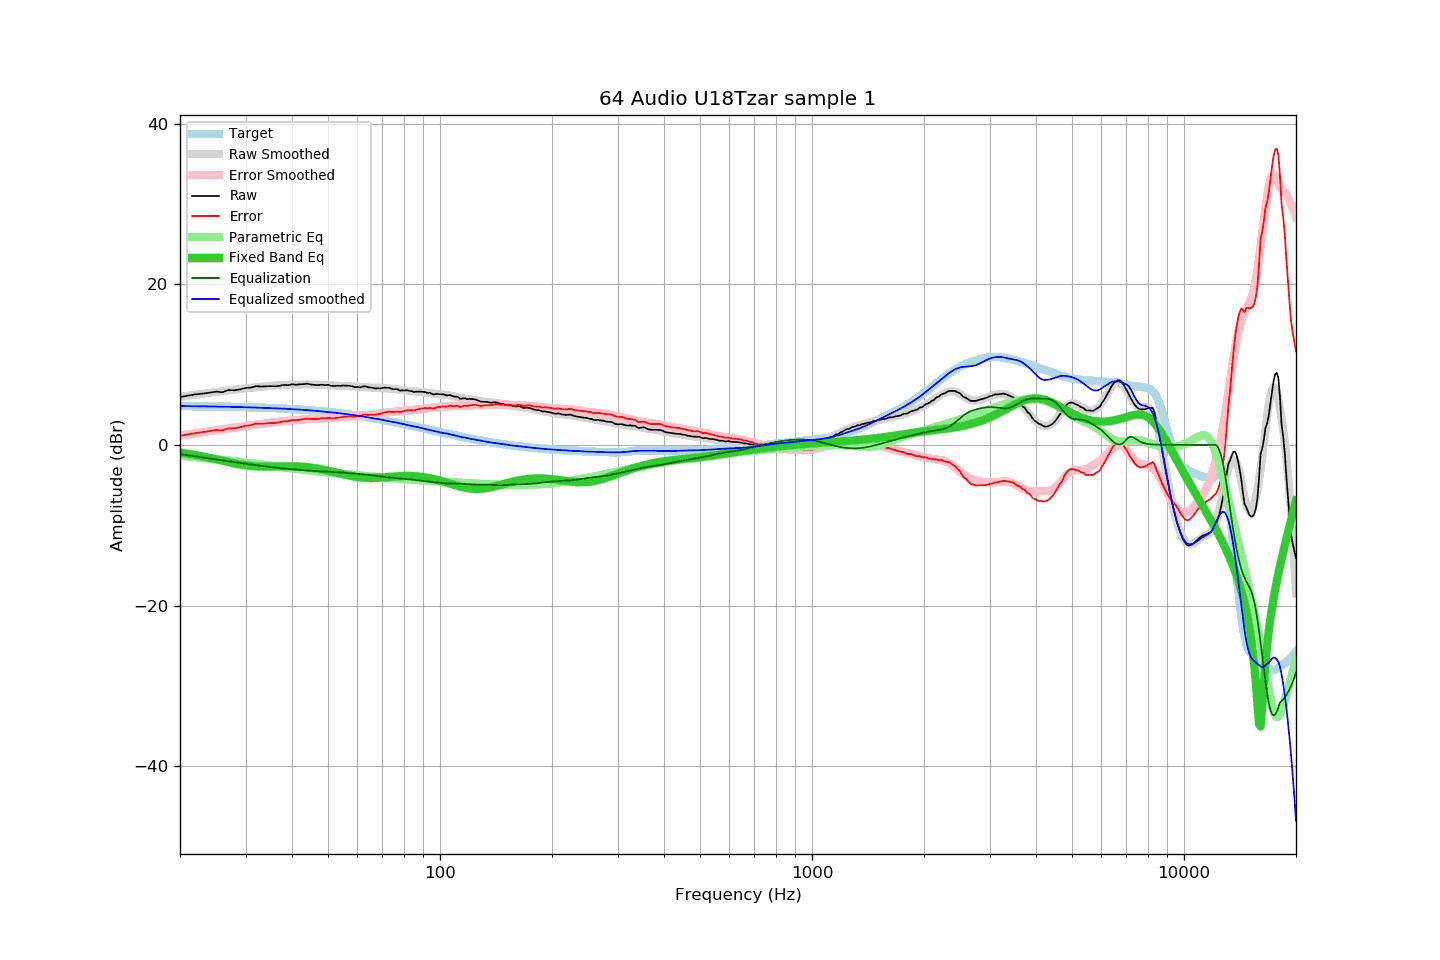 64 Audio U18Tzar sample 1
40
20
0
−20
−40
Amplitude (dBr)
Target
Raw Smoothed
Error Smoothed
Raw
Error
Parametric Eq
Fixed Band Eq
Equalization
Equalized smoothed
100
1000
10000
Frequency (Hz)